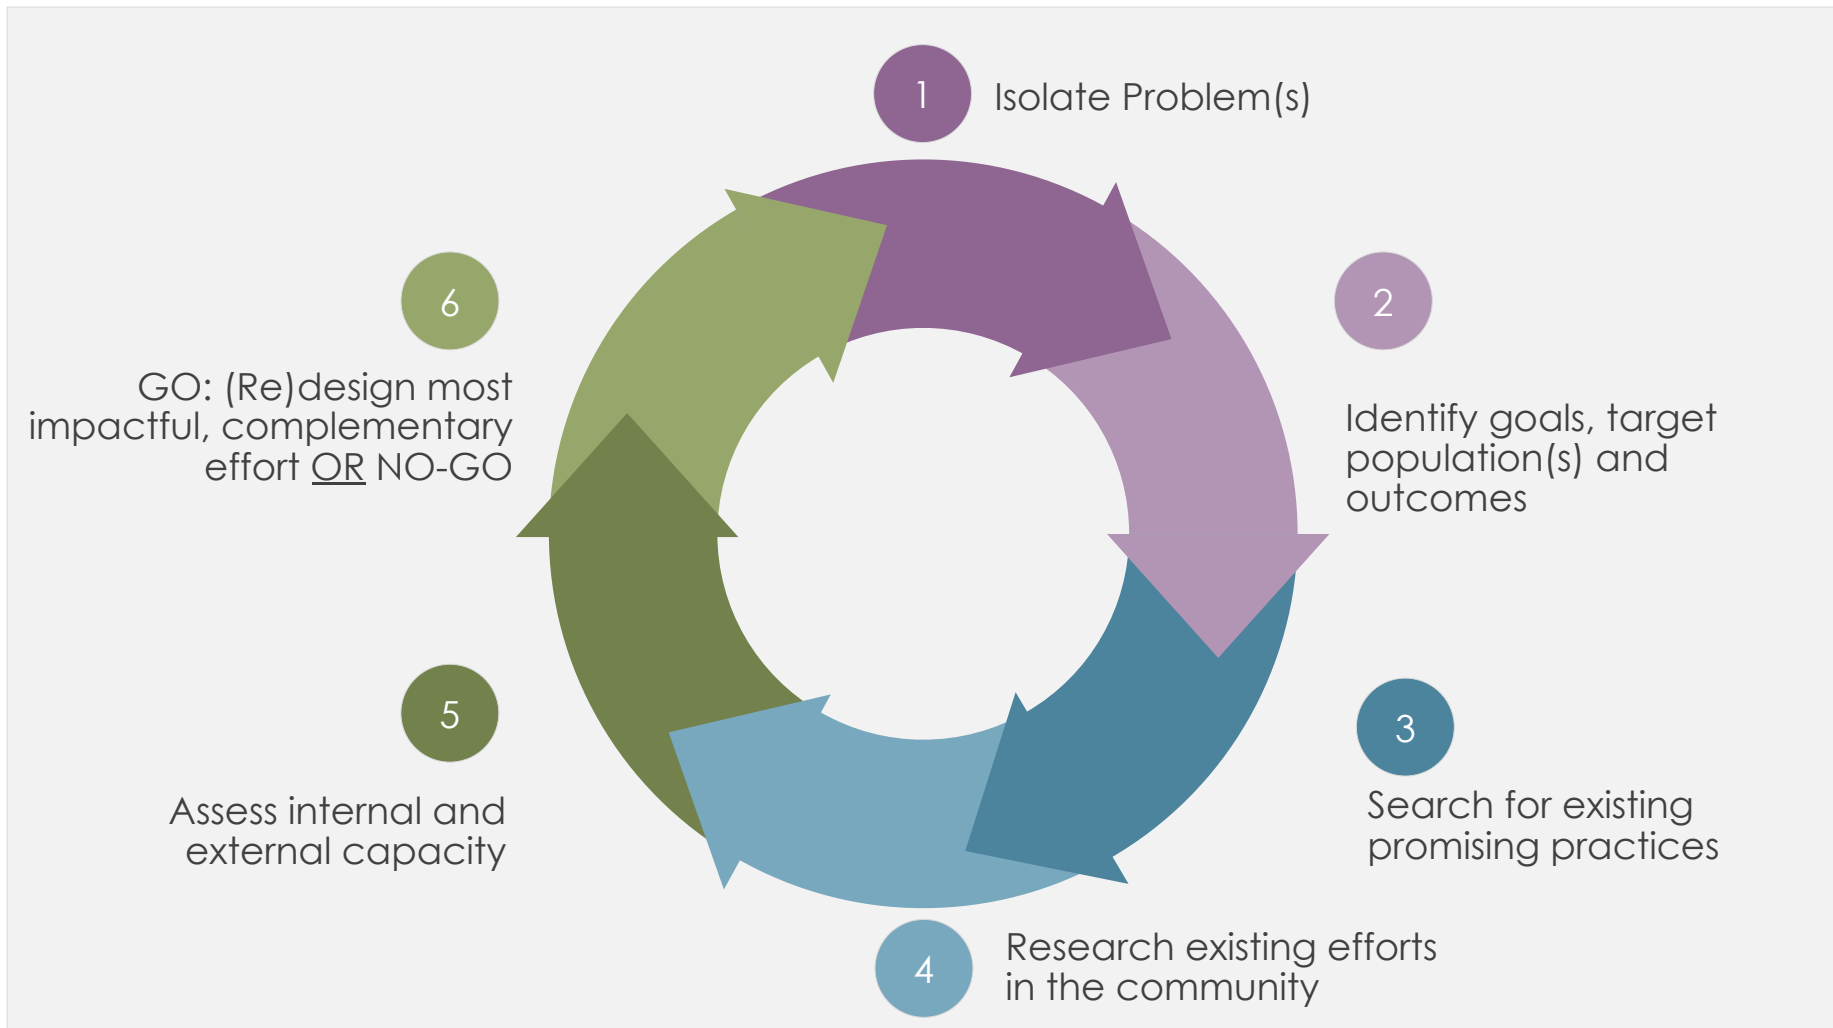 1
Isolate Problem(s)
2
Identify goals, target
population(s) and
outcomes
3
Search for existing
promising practices
4
Research existing efforts
in the community
5
Assess internal and
external capacity
6
GO: (Re)design most
impactful, complementary
effort OR NO-GO